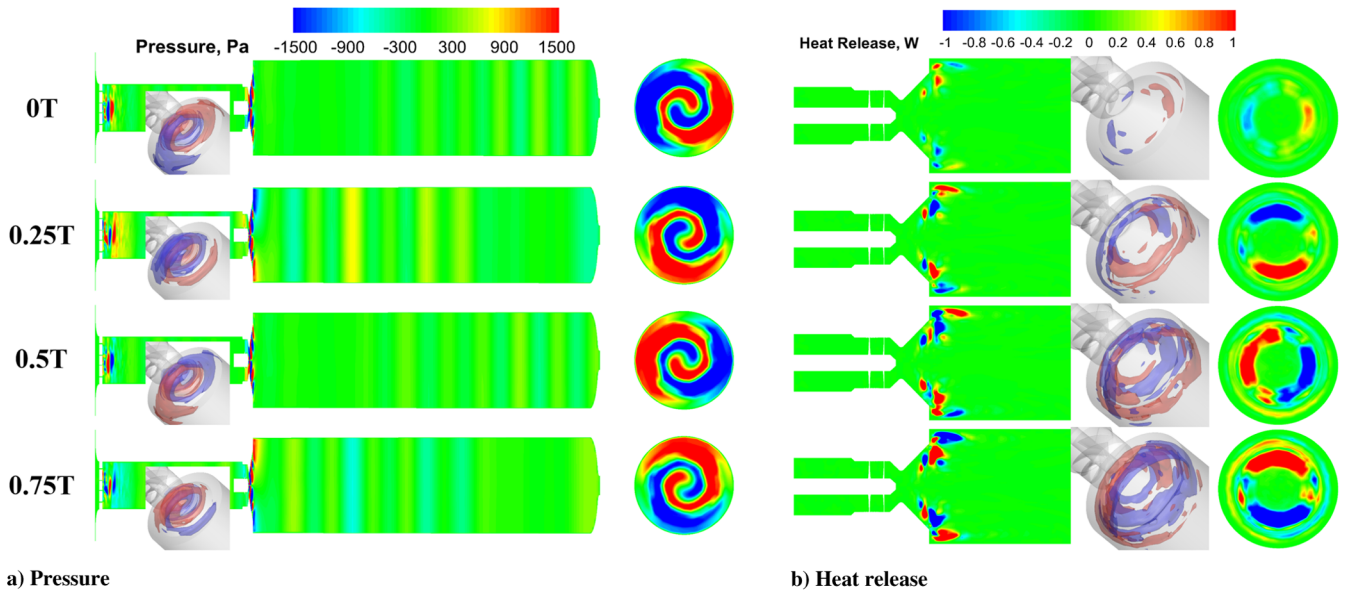 Pressure, Pa
-1500 -900 -300 300 900 1500
0T
0.25T
0.5T
0.75T
a) Pressure
Heat Release, W
-1 -0.8 -0.6 -0.4 -0.2 0 0.2 0.4 0.6 0.8 1
b) Heat release